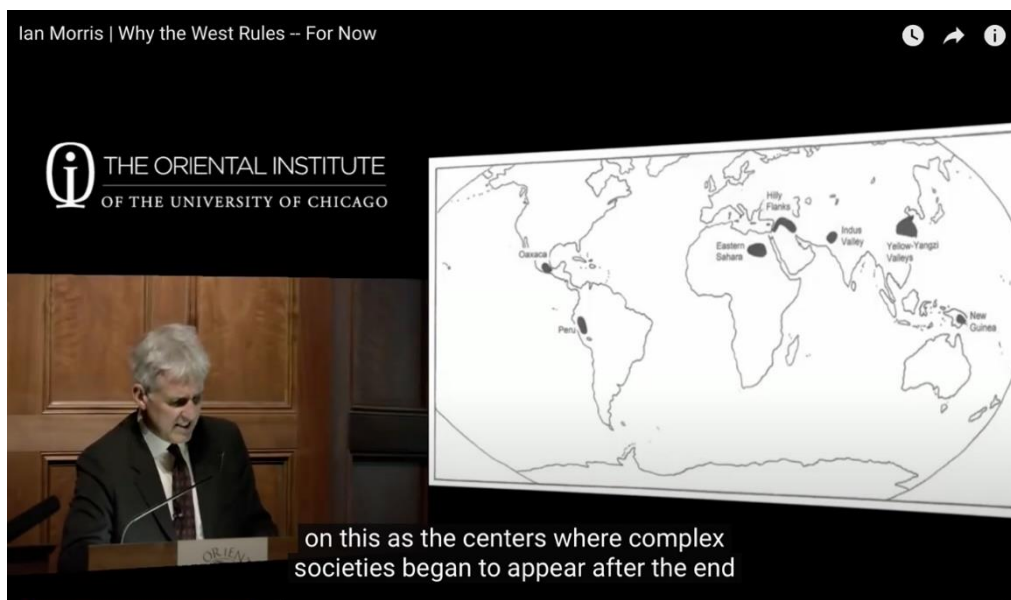 Ian Morris | Why the West Rules -- For Now
THE ORIENTAL INSTITUTE
OF THE UNIVERSITY OF CHICAGO
Hilly
Flanks
Indus
Valley
Eastern
Sahara
Yellow-Yangzi
Valleys
Oaxaca
Peru
New
Guinea
ORIEN
on this as the centers where complex
societies began to appear after the end